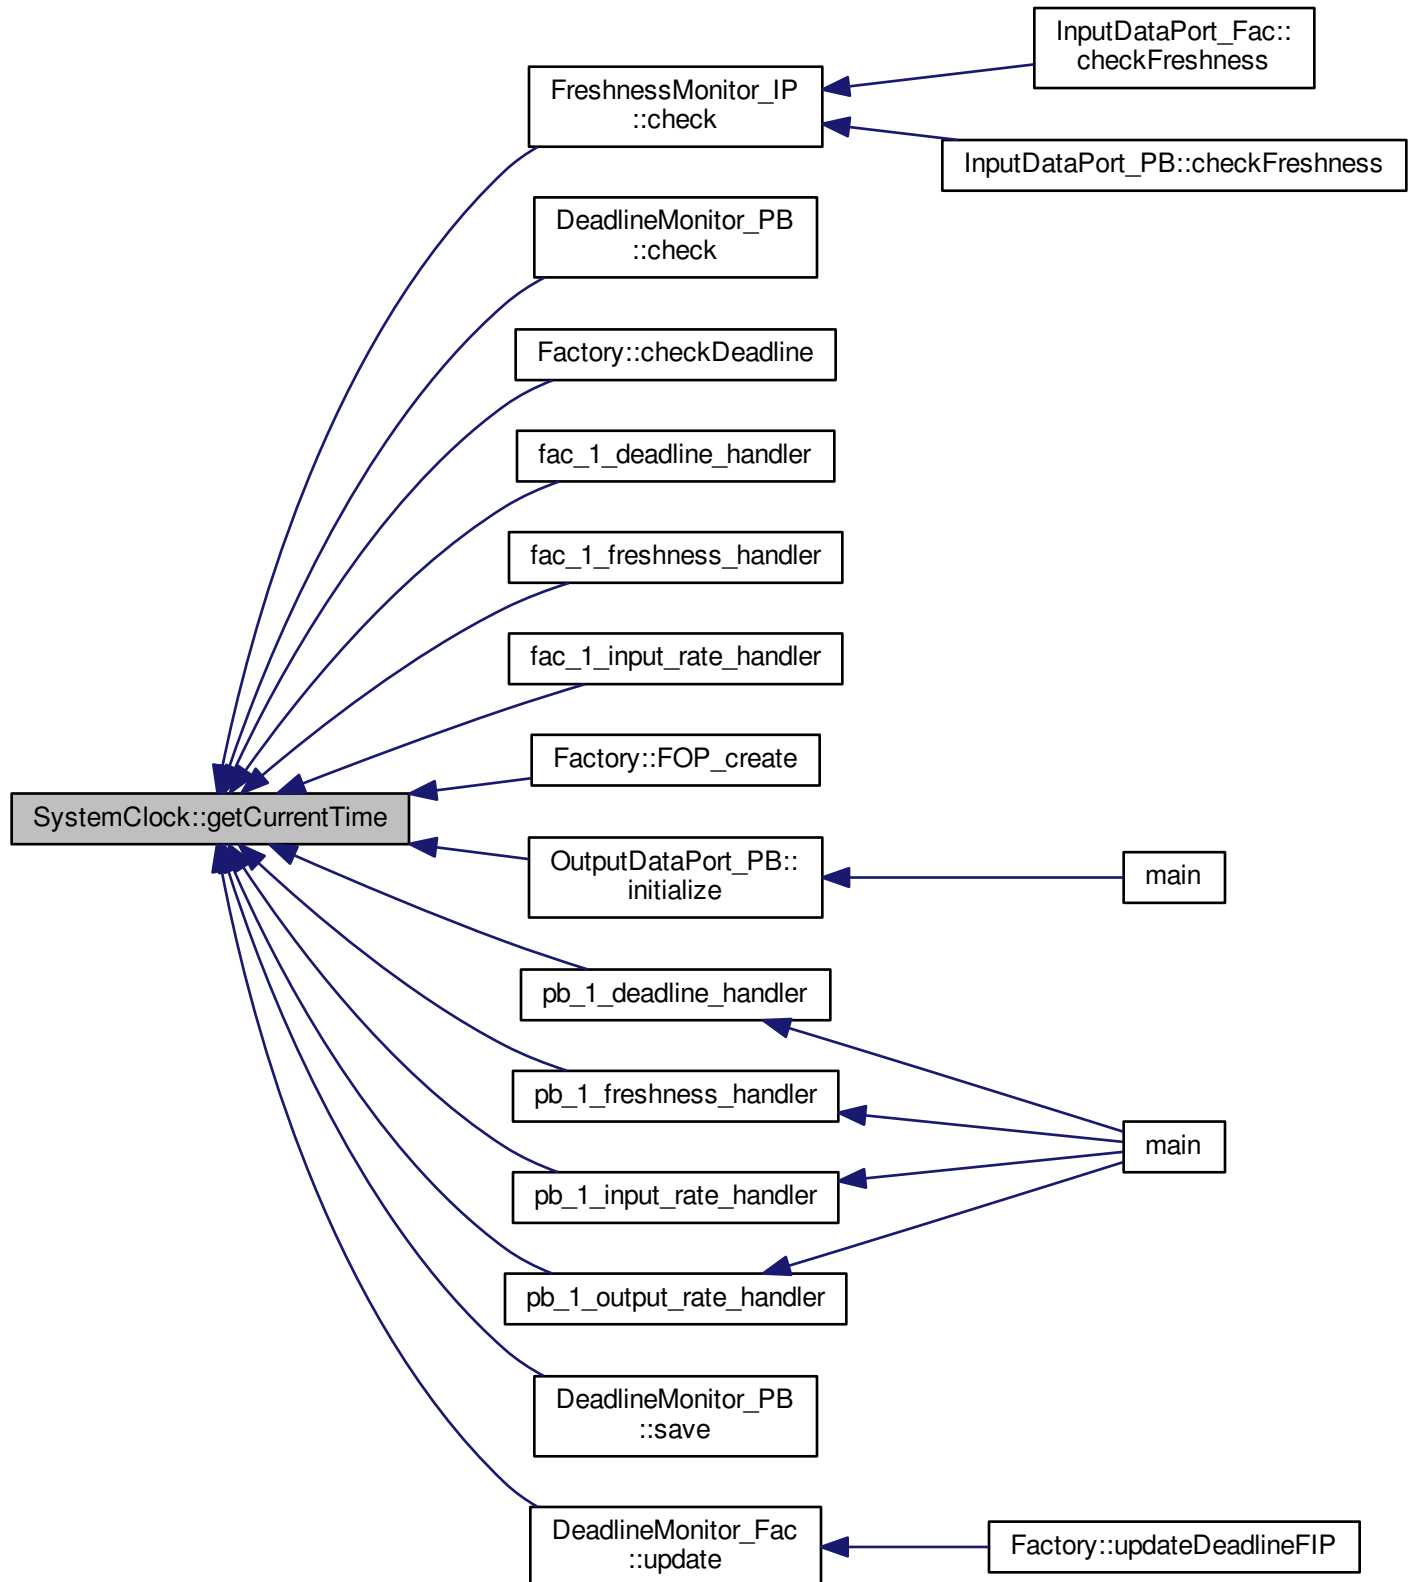 InputDataPort_Fac::
checkFreshness
FreshnessMonitor_IP
::check
InputDataPort_PB::checkFreshness
DeadlineMonitor_PB
::check
Factory::checkDeadline
fac_1_deadline_handler
fac_1_freshness_handler
fac_1_input_rate_handler
Factory::FOP_create
SystemClock::getCurrentTime
OutputDataPort_PB::
initialize
main
pb_1_deadline_handler
pb_1_freshness_handler
main
pb_1_input_rate_handler
pb_1_output_rate_handler
DeadlineMonitor_PB
::save
DeadlineMonitor_Fac
::update
Factory::updateDeadlineFIP